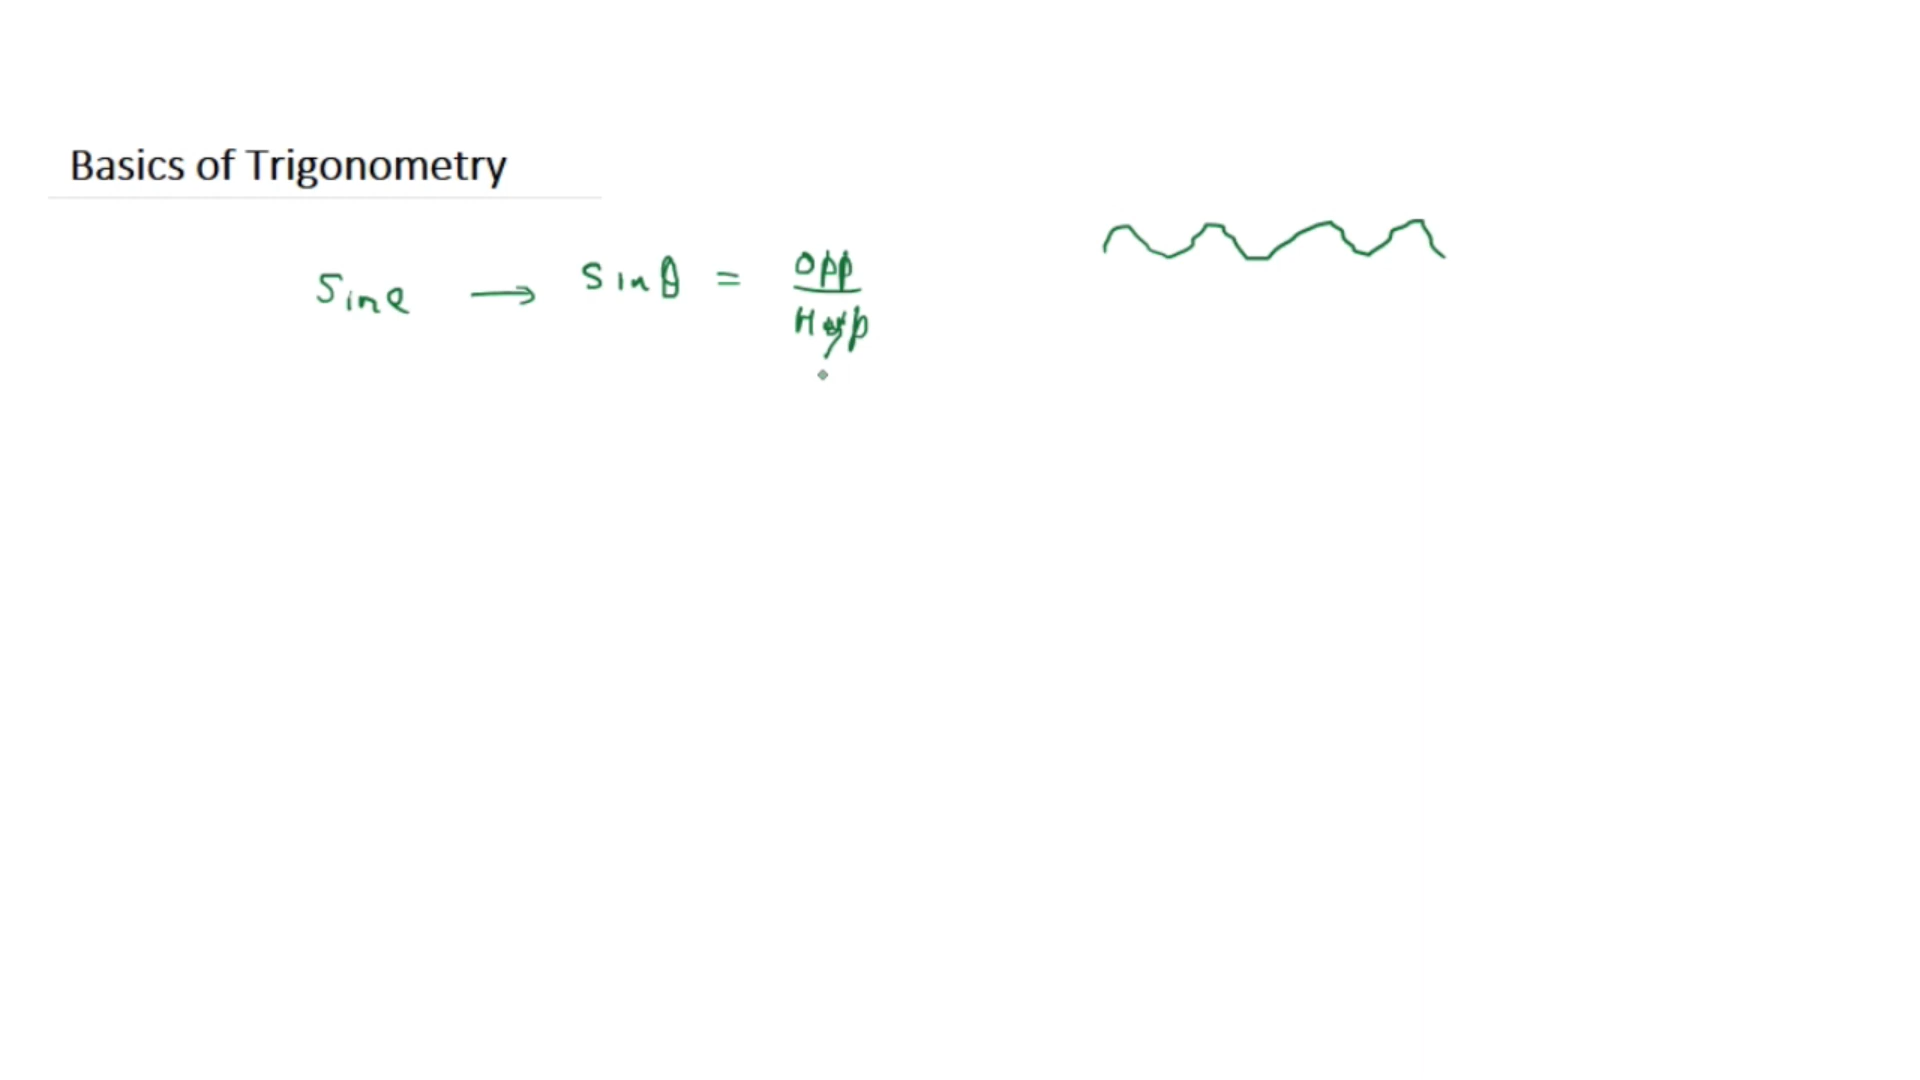 Basics of Trigonometry
Sine → Sinθ = opp
Hyp